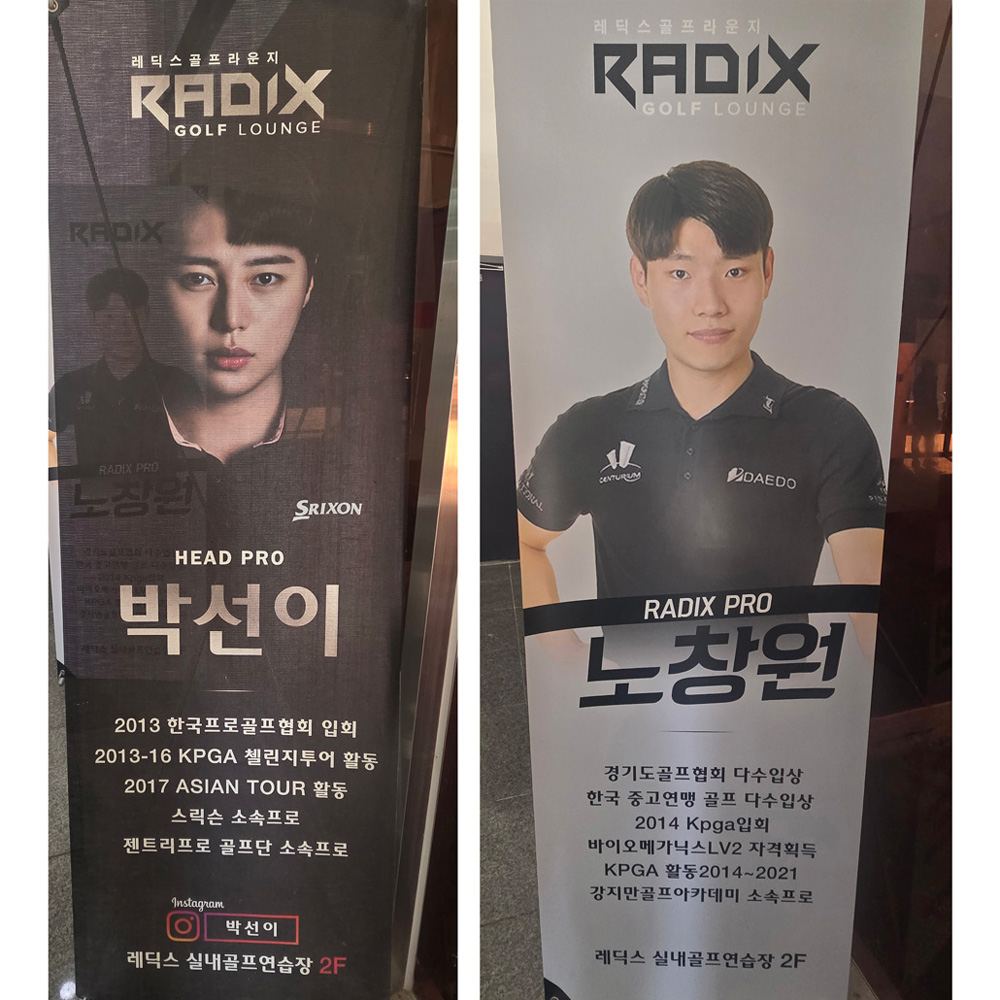 레딕스골프라운지
RADIX
GOLF LOUNGE
RADIX
RADIX PRO
노창원
SRIXON
HEAD PRO
박선이
2013 한국프로골프협회 입회
2013-16 KPGA 첼린지투어 활동
2017 ASIAN TOUR 활동
스릭슨 소속프로
젠트리프로 골프단 소속프로
Instagram
박선이
레딕스 실내골프연습장 2F
레딕스골프라운지
RADIX
GOLF LOUNGE
CENTURIUM
DAEDO
RADIX PRO
노창원
경기도골프협회 다수입상
한국 중고연맹 골프 다수입상
2014 Kpga입회
바이오메가닉스LV2 자격획득
KPGA 활동2014~2021
강지만골프아카데미 소속프로
레딕스 실내골프연습장 2F